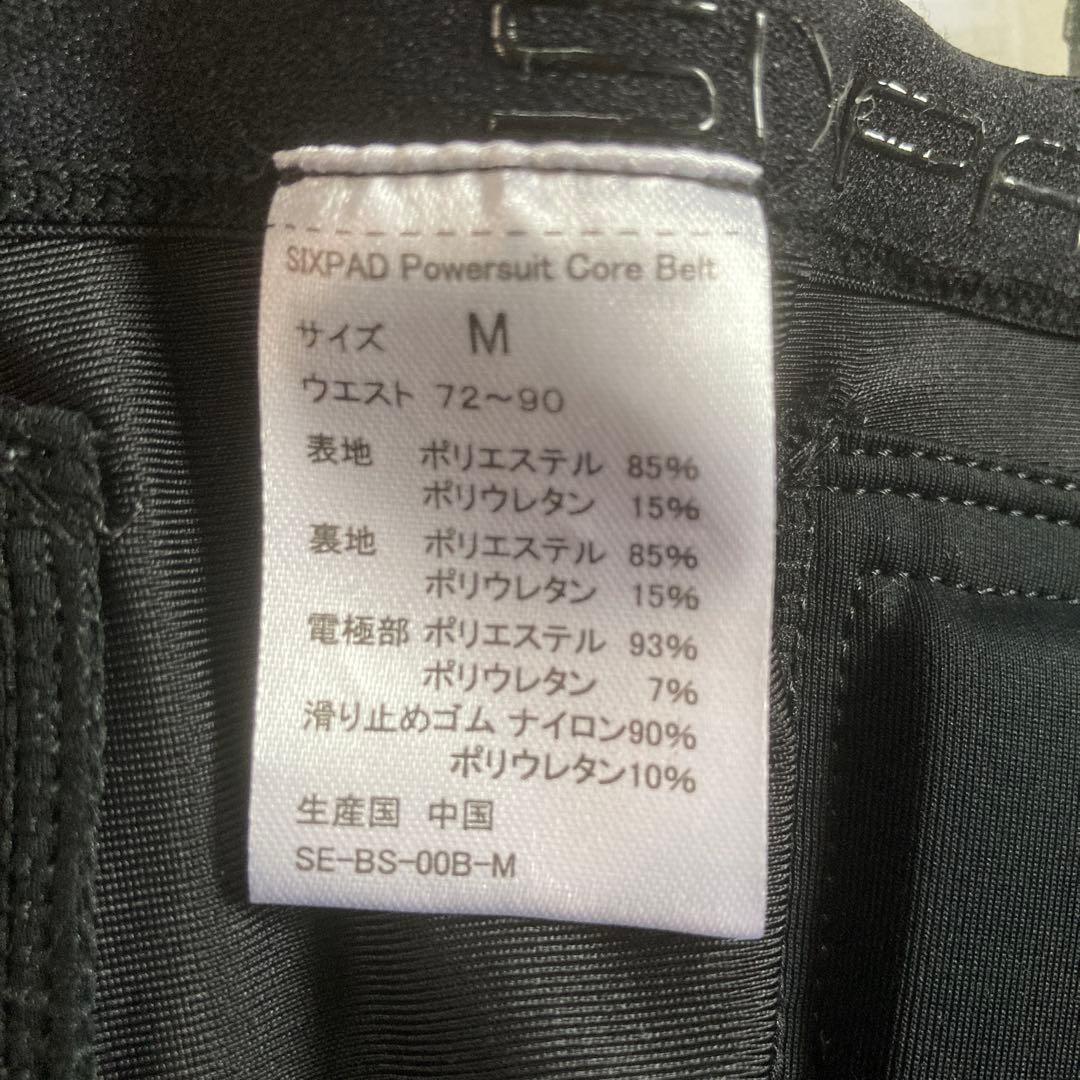 SIXPAD Powersuit Core Belt
サイズ M
ウエスト 72～90
表地 ポリエステル 85%
ポリウレタン 15%
裏地 ポリエステル 85%
ポリウレタン 15%
電極部 ポリエステル 93%
ポリウレタン 7%
滑り止めゴム ナイロン90%
ポリウレタン10%
生産国 中国
SE-BS-00B-M